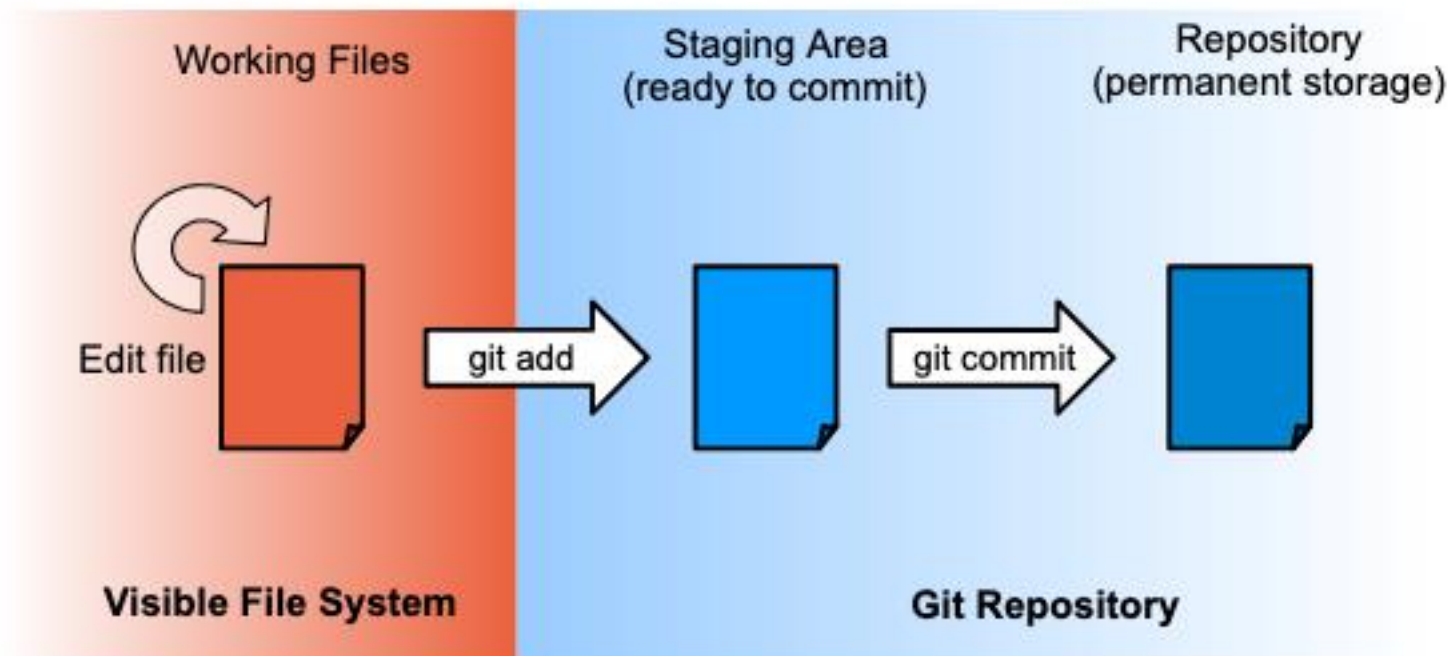 Working Files
Staging Area
(ready to commit)
Repository
(permanent storage)
Edit file
git add
git commit
Visible File System
Git Repository